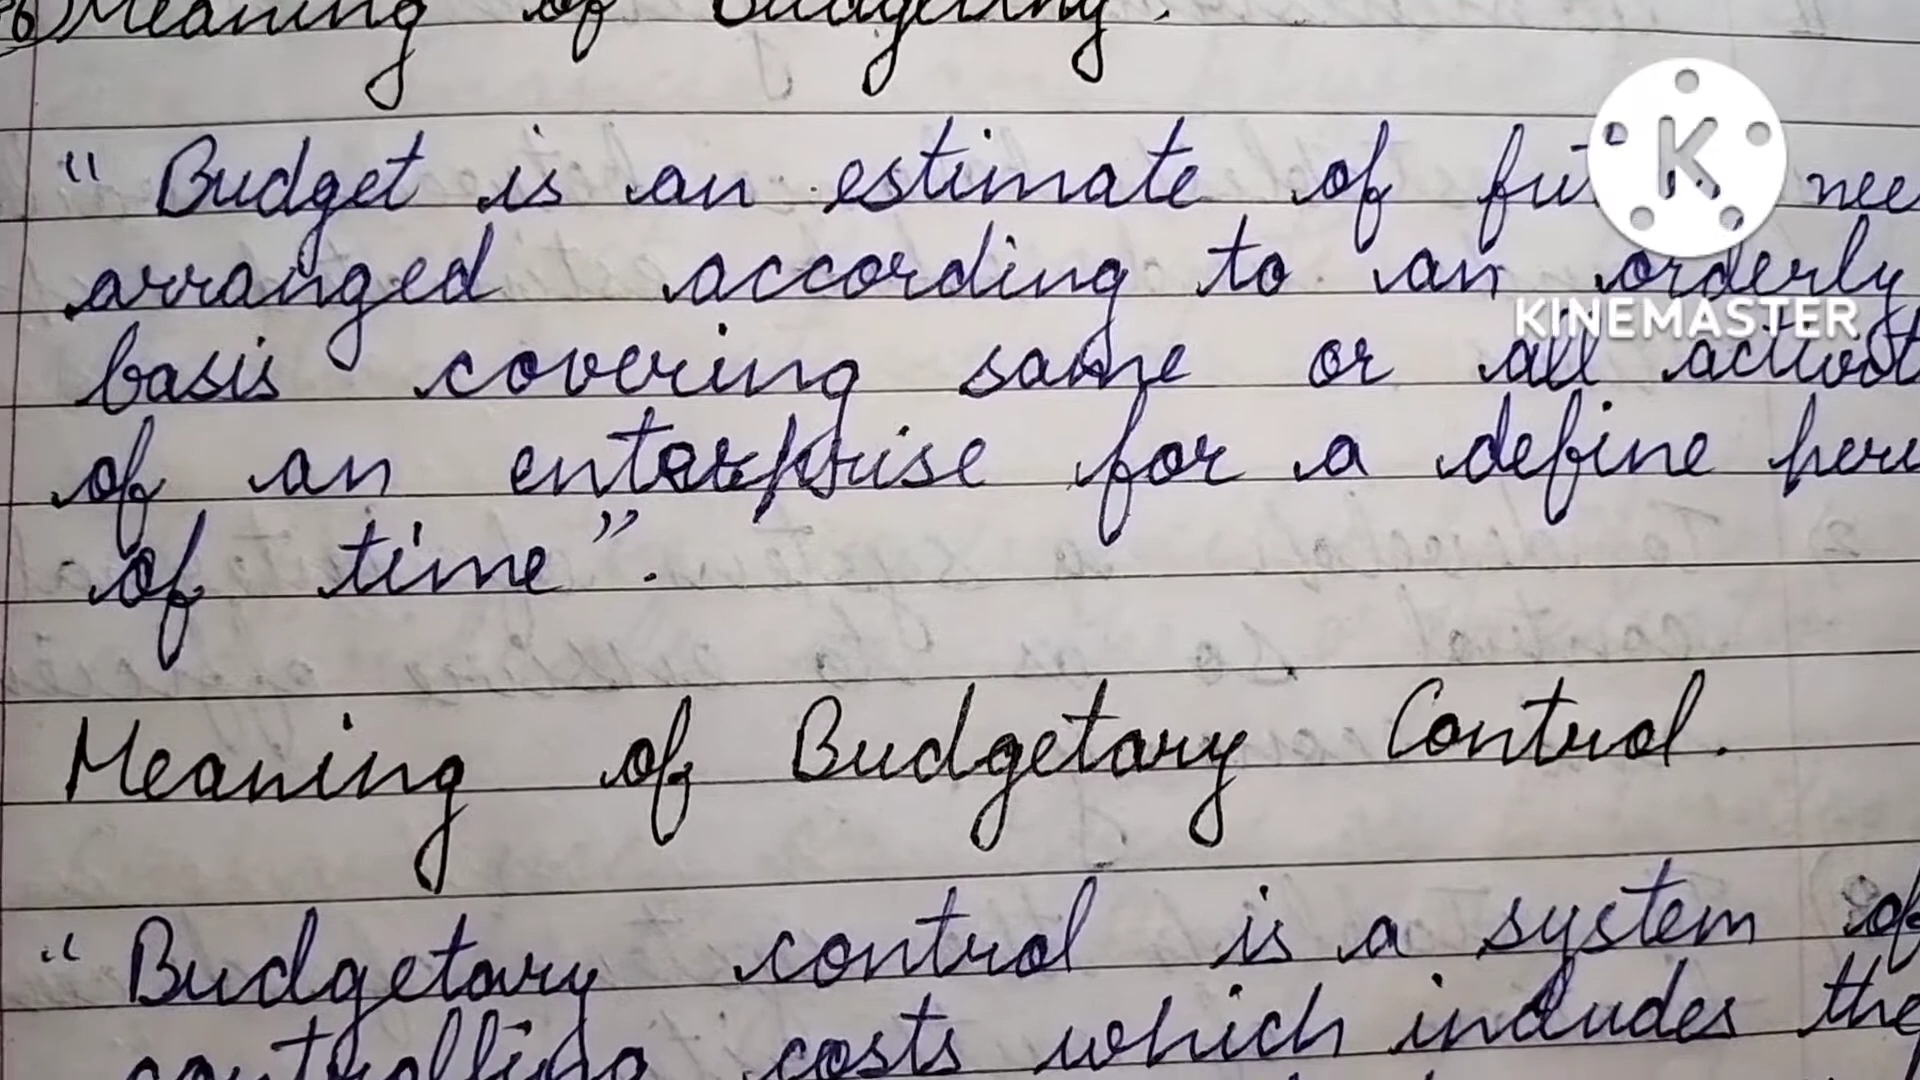 Meaning of Budgeting.
"Budget is an estimate of
arranged according to an orderly
basis covering same or all
of an enterprise for a define
of time".
Meaning of Budgetary Control.
"Budgetary control is a system of
controlling costs which includes the
KINEMASTER